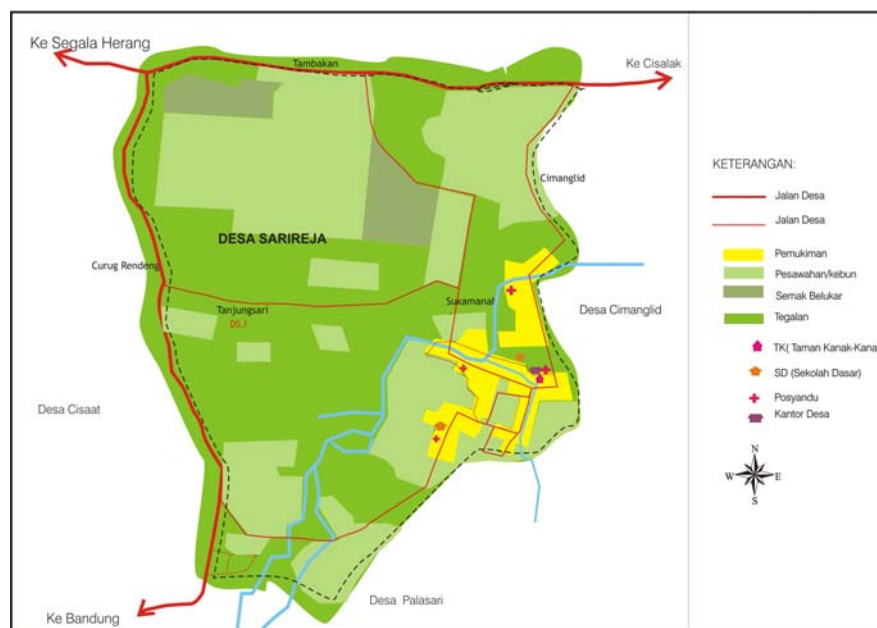 Ke Segala Herang
Tambakan
Ke Cisalak
Cimanglid
DESA SARIREJA
Curug Rendeng
Tanjungsari
DS.I
Sukamanal
Desa Cimanglid
Desa Cisaat
Desa Palasari
Ke Bandung
KETERANGAN:
Jalan Desa
Jalan Desa
Pemukiman
Pesawahan/kebun
Semak Belukar
Tegalan
TK( Taman Kanak-Kana
SD (Sekolah Dasar)
Posyandu
Kantor Desa
N
W E
S